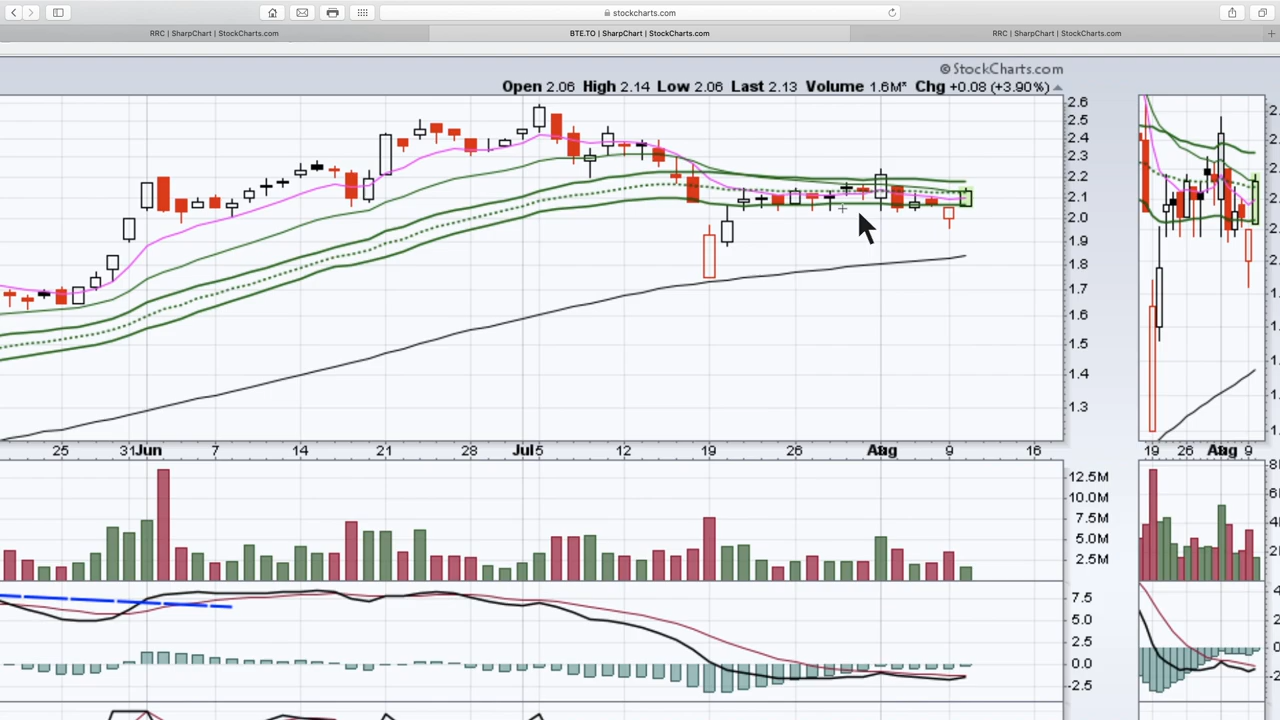 stockcharts.com
RRC | SharpChart | StockCharts.com
BTE.TO | SharpChart | StockCharts.com
RRC | SharpChart | StockCharts.com
© StockCharts.com
Open 2.06 High 2.14 Low 2.06 Last 2.13 Volume 1.6M* Chg +0.08 (+3.90%)
2.6
2.5
2.4
2.3
2.2
2.1
2.0
1.9
1.8
1.7
1.6
1.5
1.4
1.3
25 31 Jun 7 14 21 28 Jul 5 12 19 26 Aug 9 16
19 26 Aug 9
12.5M
10.0M
7.5M
5.0M
2.5M
7.5
5.0
2.5
0.0
-2.5